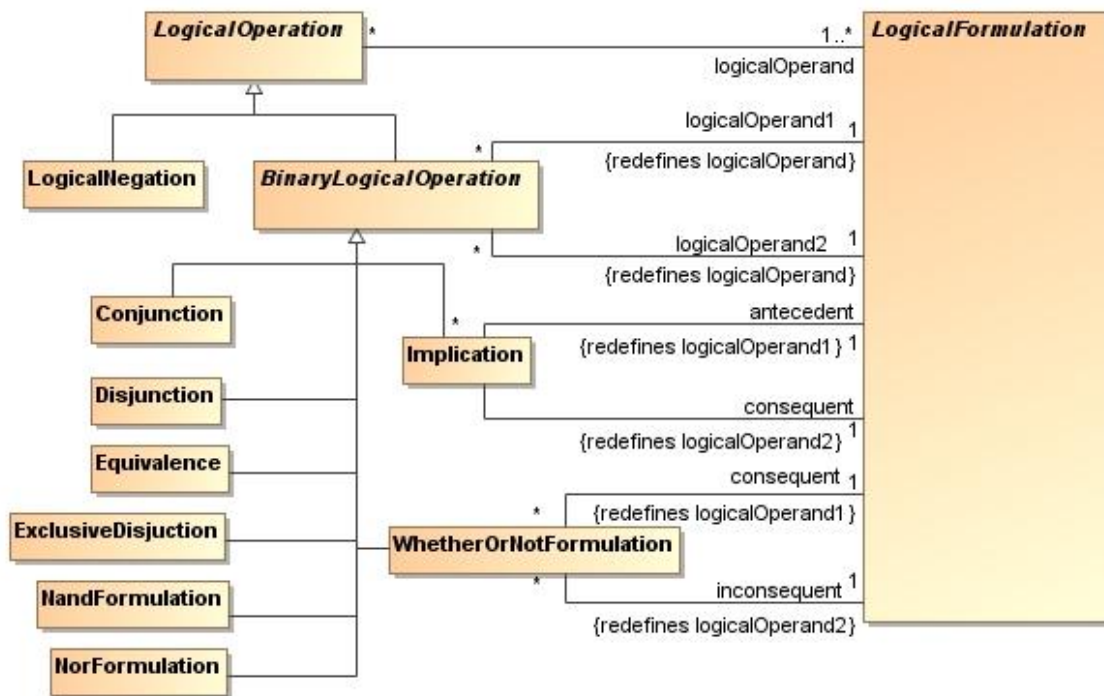 LogicalOperation
*
1..*
logicalOperand
LogicalFormulation
logicalOperand1
1
*
{redefines logicalOperand}
LogicalNegation
BinaryLogicalOperation
*
logicalOperand2
1
{redefines logicalOperand}
Conjunction
*
antecedent
Implication
{redefines logicalOperand1}
1
Disjunction
consequent
1
{redefines logicalOperand2}
Equivalence
consequent
1
*
{redefines logicalOperand1}
ExclusiveDisjuction
WhetherOrNotFormulation
*
inconsequent
1
NandFormulation
{redefines logicalOperand2}
NorFormulation